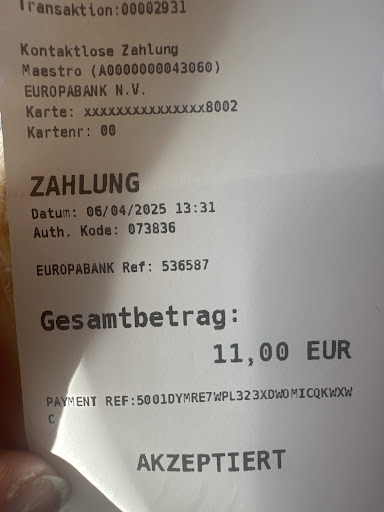 Transaktion:00002931
Kontaktlose Zahlung
Maestro (A0000000043060)
EUROPABANK N.V.
Karte: xxxxxxxxxxxxxxx8002
Kartenr: 00
ZAHLUNG
Datum: 06/04/2025 13:31
Auth. Kode: 073836
EUROPABANK Ref: 536587
Gesamtbetrag:
11,00 EUR
PAYMENT REF:5001DYMRE7WPL323XDWOMICQKWXW
C
AKZEPTIERT